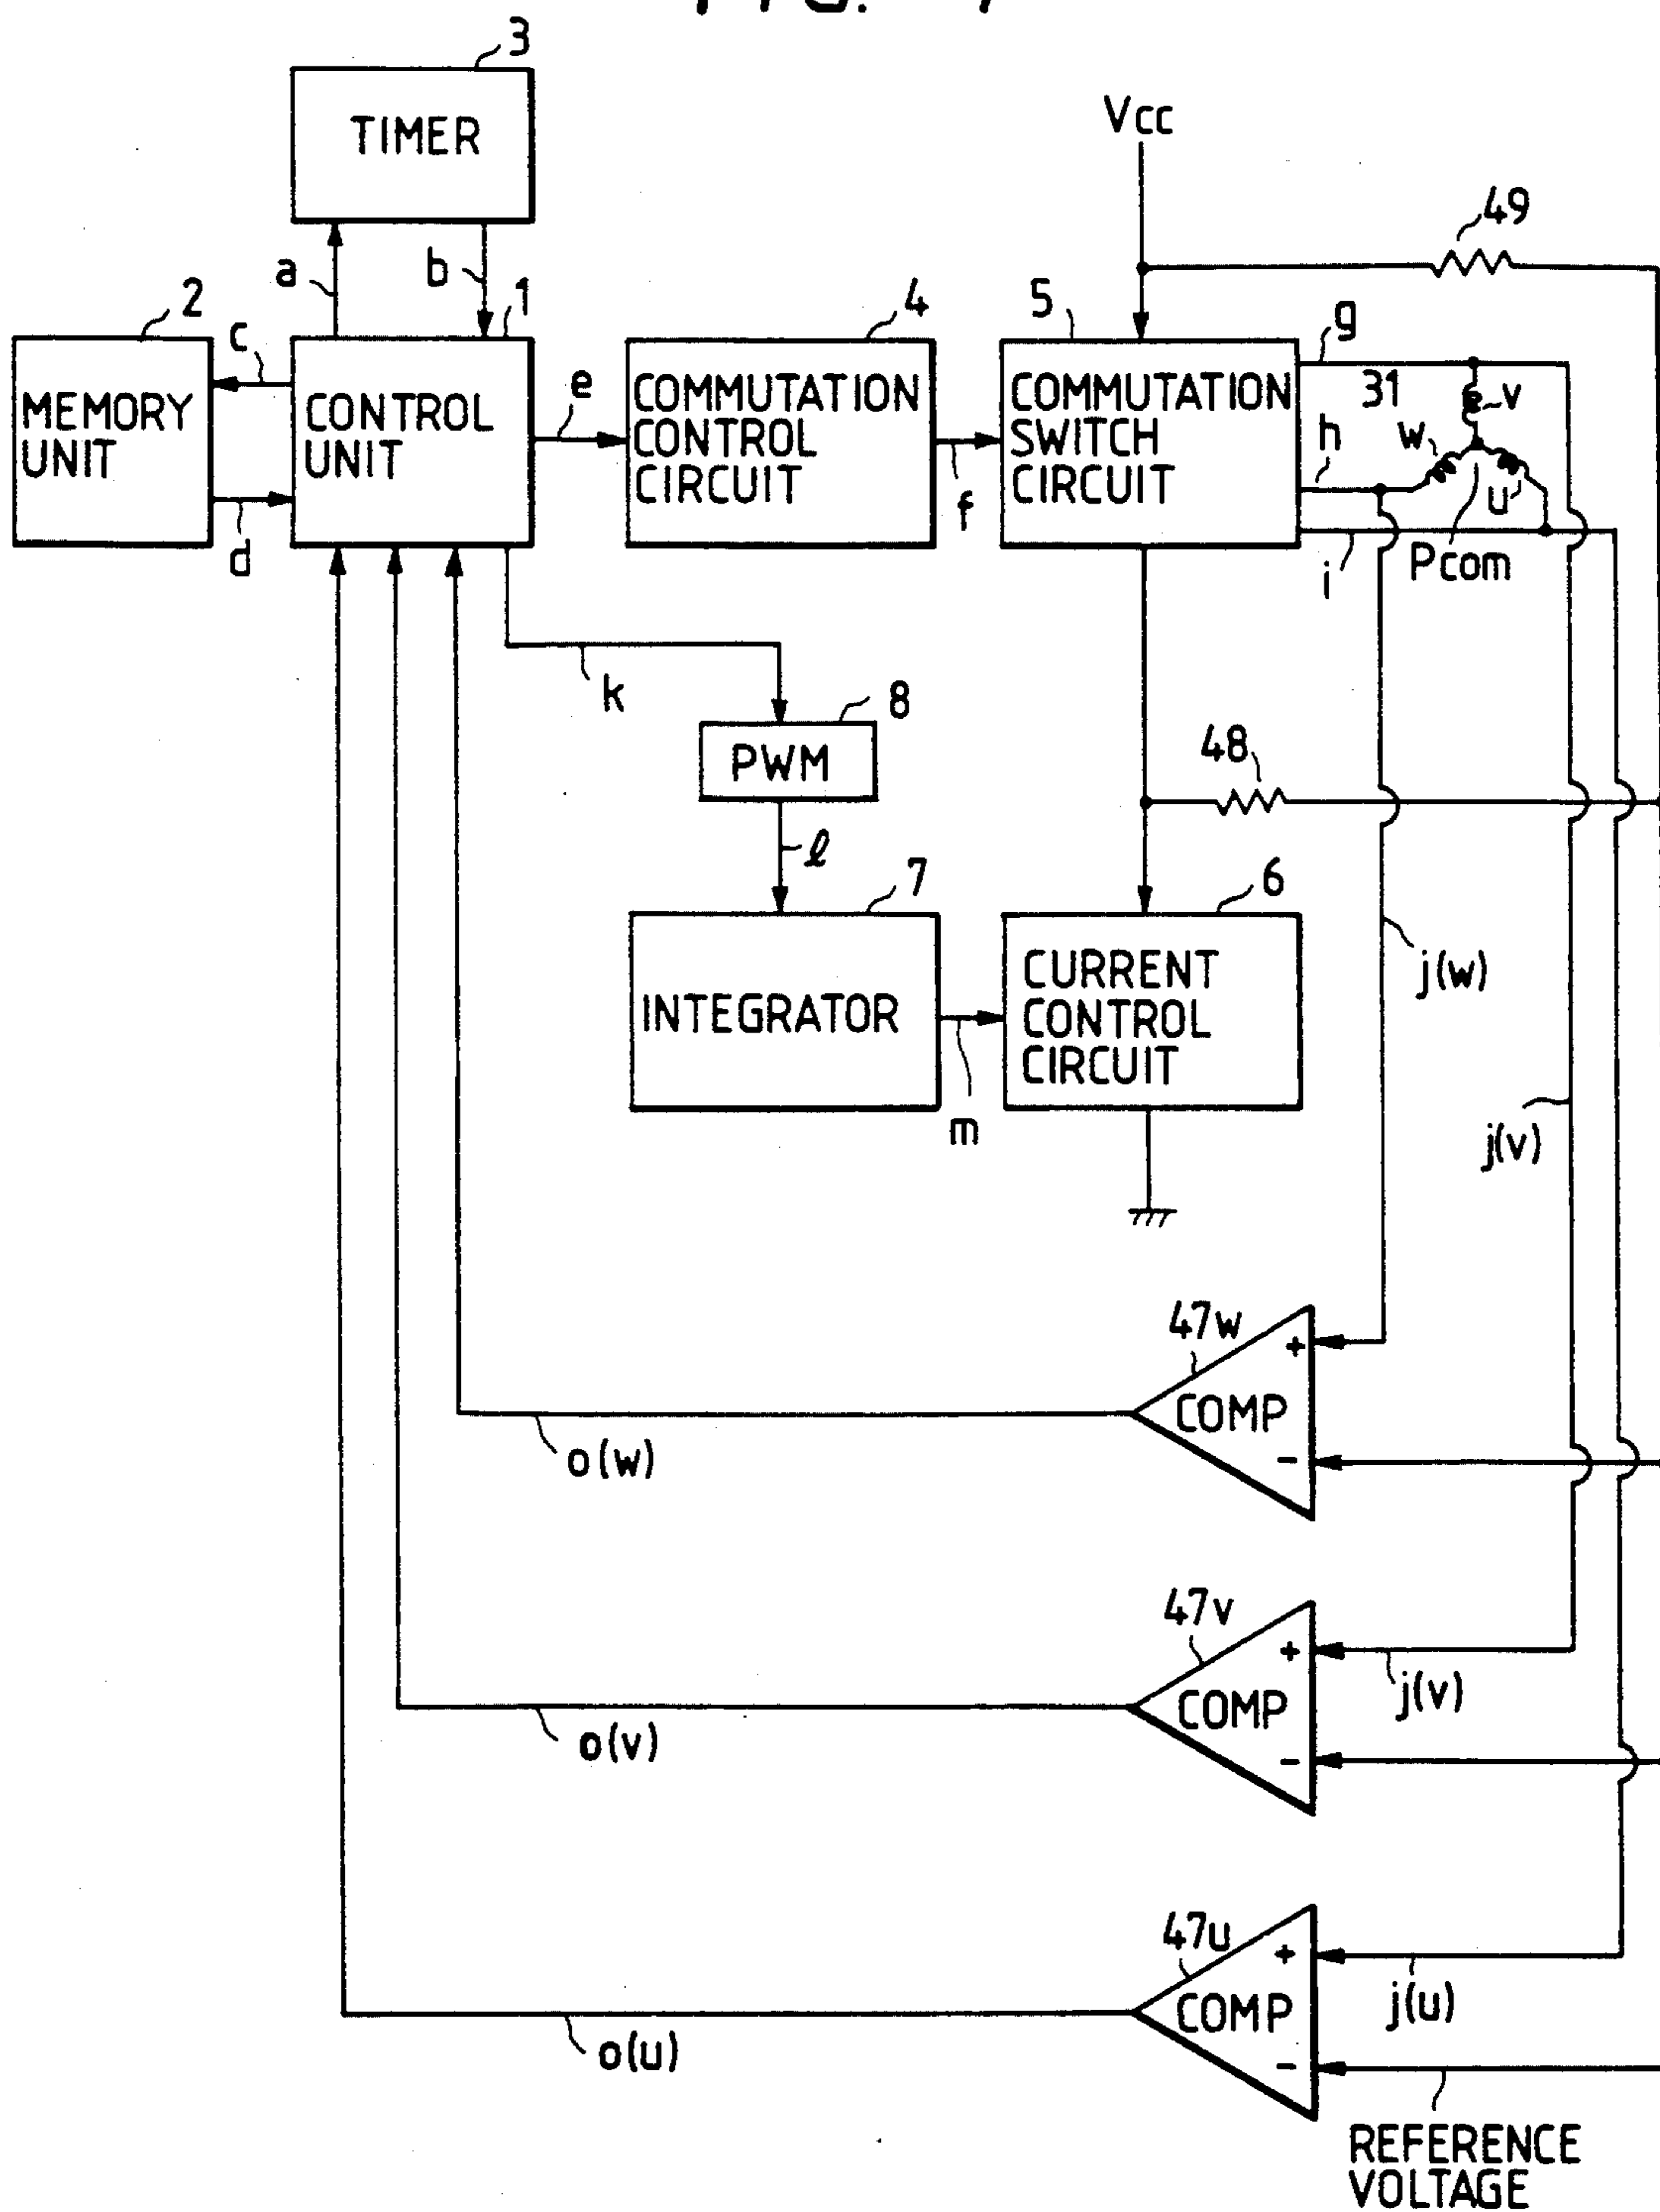 3
TIMER
Vcc
49
a
b
2
c
1
4
5
g
MEMORY
UNIT
CONTROL
UNIT
e
COMMUTATION
CONTROL
CIRCUIT
COMMUTATION
SWITCH
CIRCUIT
31
v
h
w
u
d
f
i
Pcom
k
8
PWM
48
l
7
6
INTEGRATOR
m
CURRENT
CONTROL
CIRCUIT
j(w)
j(v)
47w
+
COMP
-
o(w)
47v
+
COMP
-
j(v)
o(v)
47u
+
COMP
-
j(u)
o(u)
REFERENCE
VOLTAGE